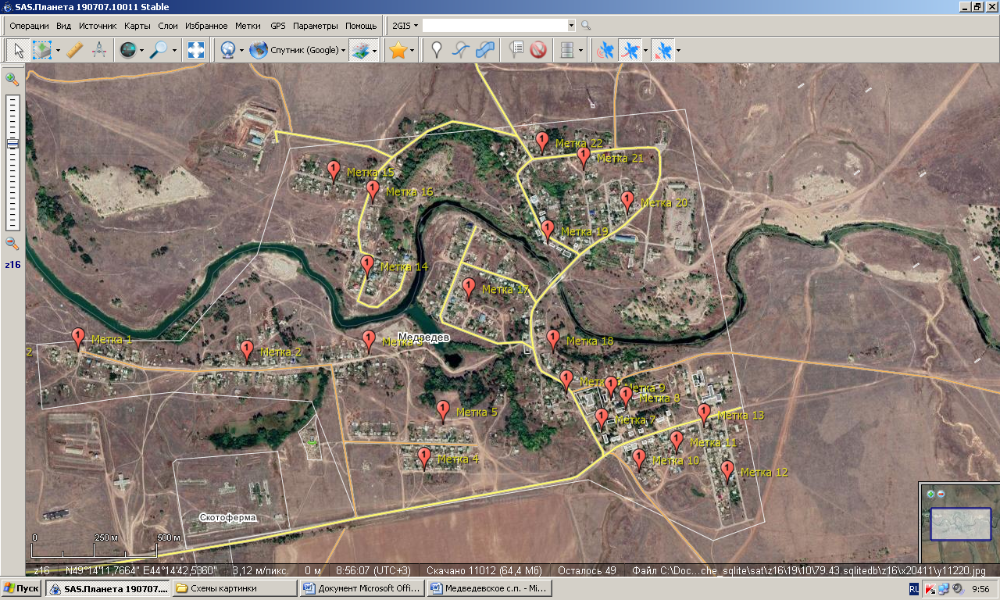 SAS.Планета 190707.10011 Stable
Операции Вид Источник Карты Слои Избранное Метки GPS Параметры Помощь 2GIS
Спутник (Google)
z16
Метка 22
Метка 21
Метка 15
Метка 16
Метка 20
Метка 19
Метка 14
Метка 17
Медведев
Метка 1
Метка 18
2
Метка 2
Метка 9
Метка 8
Метка 5
Метка 13
Метка 7
Метка 11
Метка 4
Метка 10
Метка 12
Скотоферма
0 250 м 500 м
z16 N49°14'11,7664" E44°14'42,5360" 3,12 м/пикс. 0 м 8:56:07 (UTC+3) Скачано 11012 (64,4 Мб) Осталось 49 Файл C:\Doc...che_sqlite\sat\z16\19\10\79.43.sqlitedb\z16\x20411\y11220.jpg
Пуск SAS.Планета 190707.... Схемы картинки Документ Microsoft Offi... Медведевское с.п. - Mi... RU 9:56